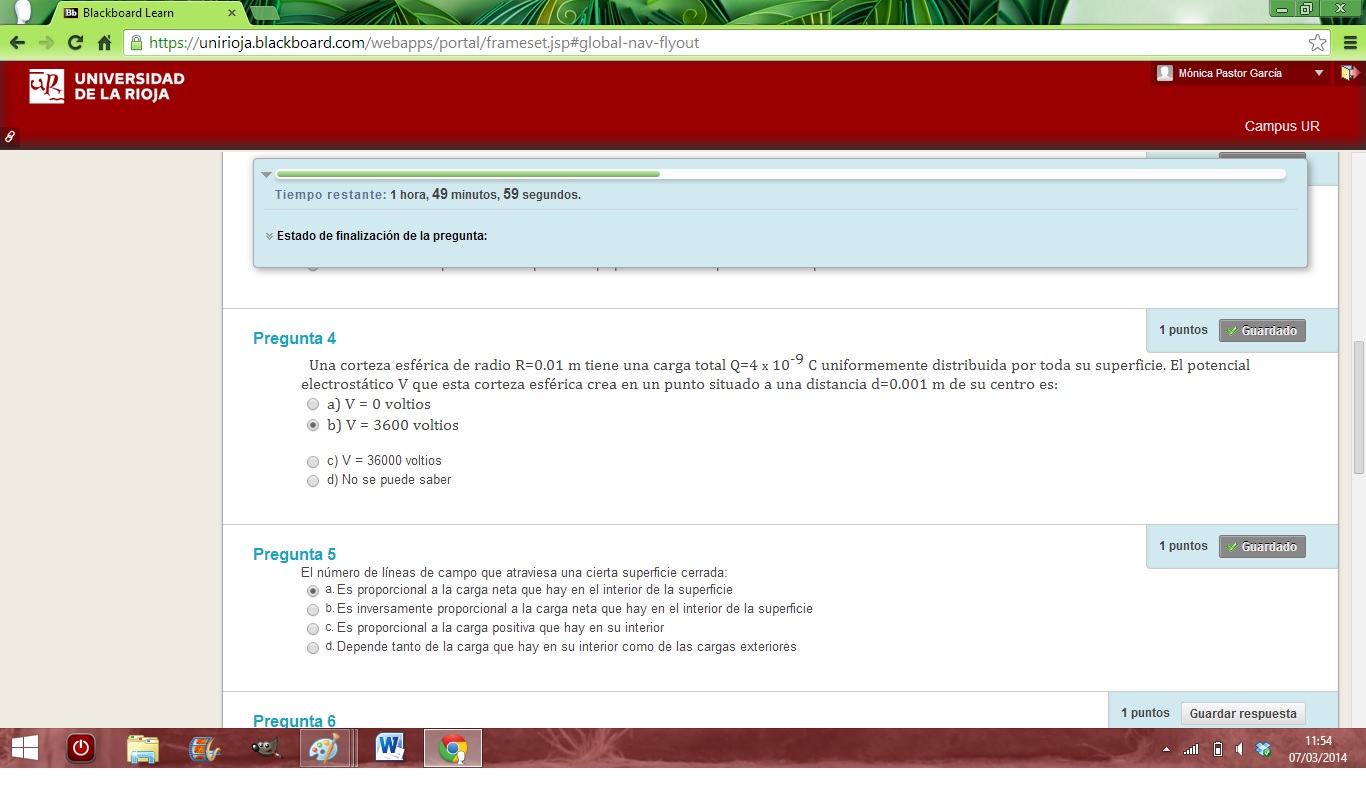 Blackboard Learn
https://unirioja.blackboard.com/webapps/portal/frameset.jsp#global-nav-flyout
UNIVERSIDAD
DE LA RIOJA
Mónica Pastor García
Campus UR
Tiempo restante: 1 hora, 49 minutos, 59 segundos.
Estado de finalización de la pregunta:
1 puntos Guardado
Pregunta 4
Una corteza esférica de radio R=0.01 m tiene una carga total Q=4 x 10-9 C uniformemente distribuida por toda su superficie. El potencial
electrostático V que esta corteza esférica crea en un punto situado a una distancia d=0.001 m de su centro es:
a) V = 0 voltios
b) V = 3600 voltios
c) V = 36000 voltios
d) No se puede saber
1 puntos Guardado
Pregunta 5
El número de líneas de campo que atraviesa una cierta superficie cerrada:
a. Es proporcional a la carga neta que hay en el interior de la superficie
b. Es inversamente proporcional a la carga neta que hay en el interior de la superficie
c. Es proporcional a la carga positiva que hay en su interior
d. Depende tanto de la carga que hay en su interior como de las cargas exteriores
1 puntos Guardar respuesta
Pregunta 6
11:54
07/03/2014